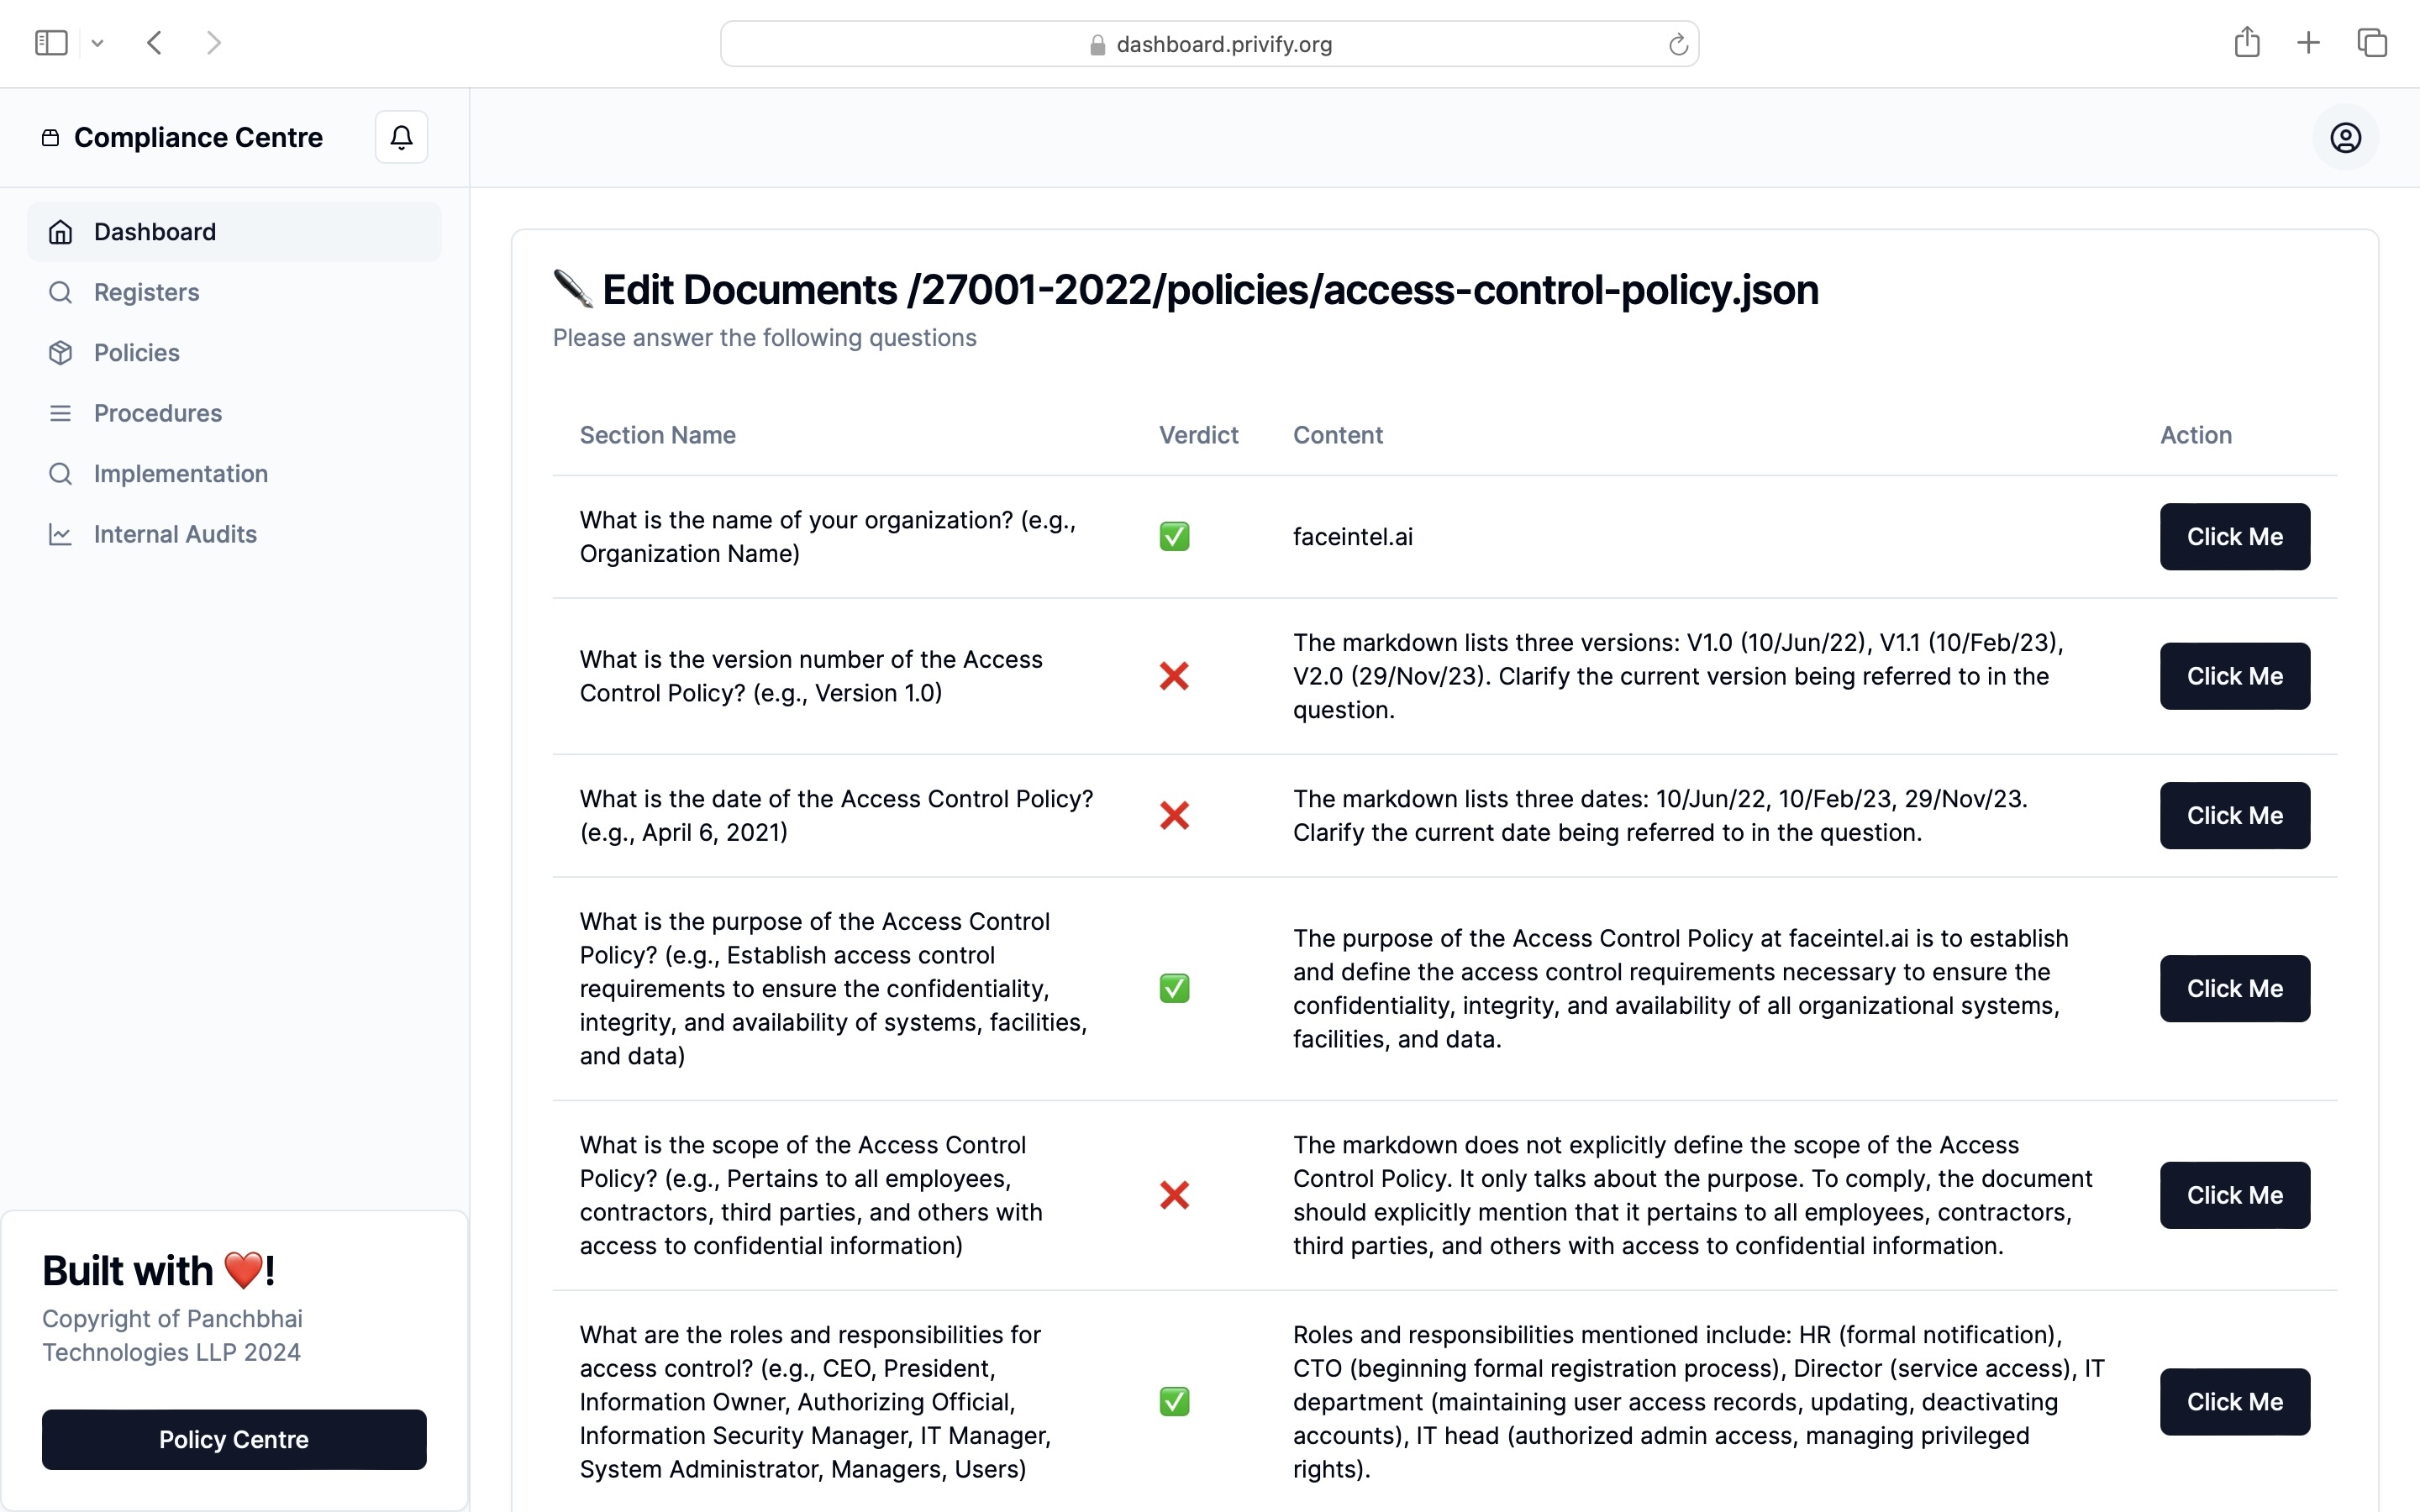 dashboard.privify.org
Compliance Centre
Dashboard
Registers
Policies
Procedures
Implementation
Internal Audits
Built with ❤️!
Copyright of Panchbhai
Technologies LLP 2024
Policy Centre
Edit Documents /27001-2022/policies/access-control-policy.json
Please answer the following questions
Section Name
Verdict
Content
Action
What is the name of your organization? (e.g.,
Organization Name)
✅
faceintel.ai
Click Me
What is the version number of the Access
Control Policy? (e.g., Version 1.0)
❌
The markdown lists three versions: V1.0 (10/Jun/22), V1.1 (10/Feb/23),
V2.0 (29/Nov/23). Clarify the current version being referred to in the
question.
Click Me
What is the date of the Access Control Policy?
(e.g., April 6, 2021)
❌
The markdown lists three dates: 10/Jun/22, 10/Feb/23, 29/Nov/23.
Clarify the current date being referred to in the question.
Click Me
What is the purpose of the Access Control
Policy? (e.g., Establish access control
requirements to ensure the confidentiality,
integrity, and availability of systems, facilities,
and data)
✅
The purpose of the Access Control Policy at faceintel.ai is to establish
and define the access control requirements necessary to ensure the
confidentiality, integrity, and availability of all organizational systems,
facilities, and data.
Click Me
What is the scope of the Access Control
Policy? (e.g., Pertains to all employees,
contractors, third parties, and others with
access to confidential information)
❌
The markdown does not explicitly define the scope of the Access
Control Policy. It only talks about the purpose. To comply, the document
should explicitly mention that it pertains to all employees, contractors,
third parties, and others with access to confidential information.
Click Me
What are the roles and responsibilities for
access control? (e.g., CEO, President,
Information Owner, Authorizing Official,
Information Security Manager, IT Manager,
System Administrator, Managers, Users)
✅
Roles and responsibilities mentioned include: HR (formal notification),
CTO (beginning formal registration process), Director (service access), IT
department (maintaining user access records, updating, deactivating
accounts), IT head (authorized admin access, managing privileged
rights).
Click Me